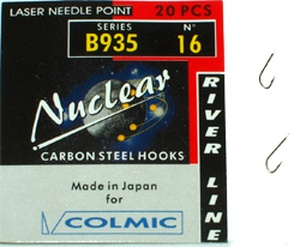 LASER NEEDLE POINT 20 PCS
SERIES N°
B935 16
Nuclear
CARBON STEEL HOOKS
Made in Japan
for
COLMIC
RIVER LINE